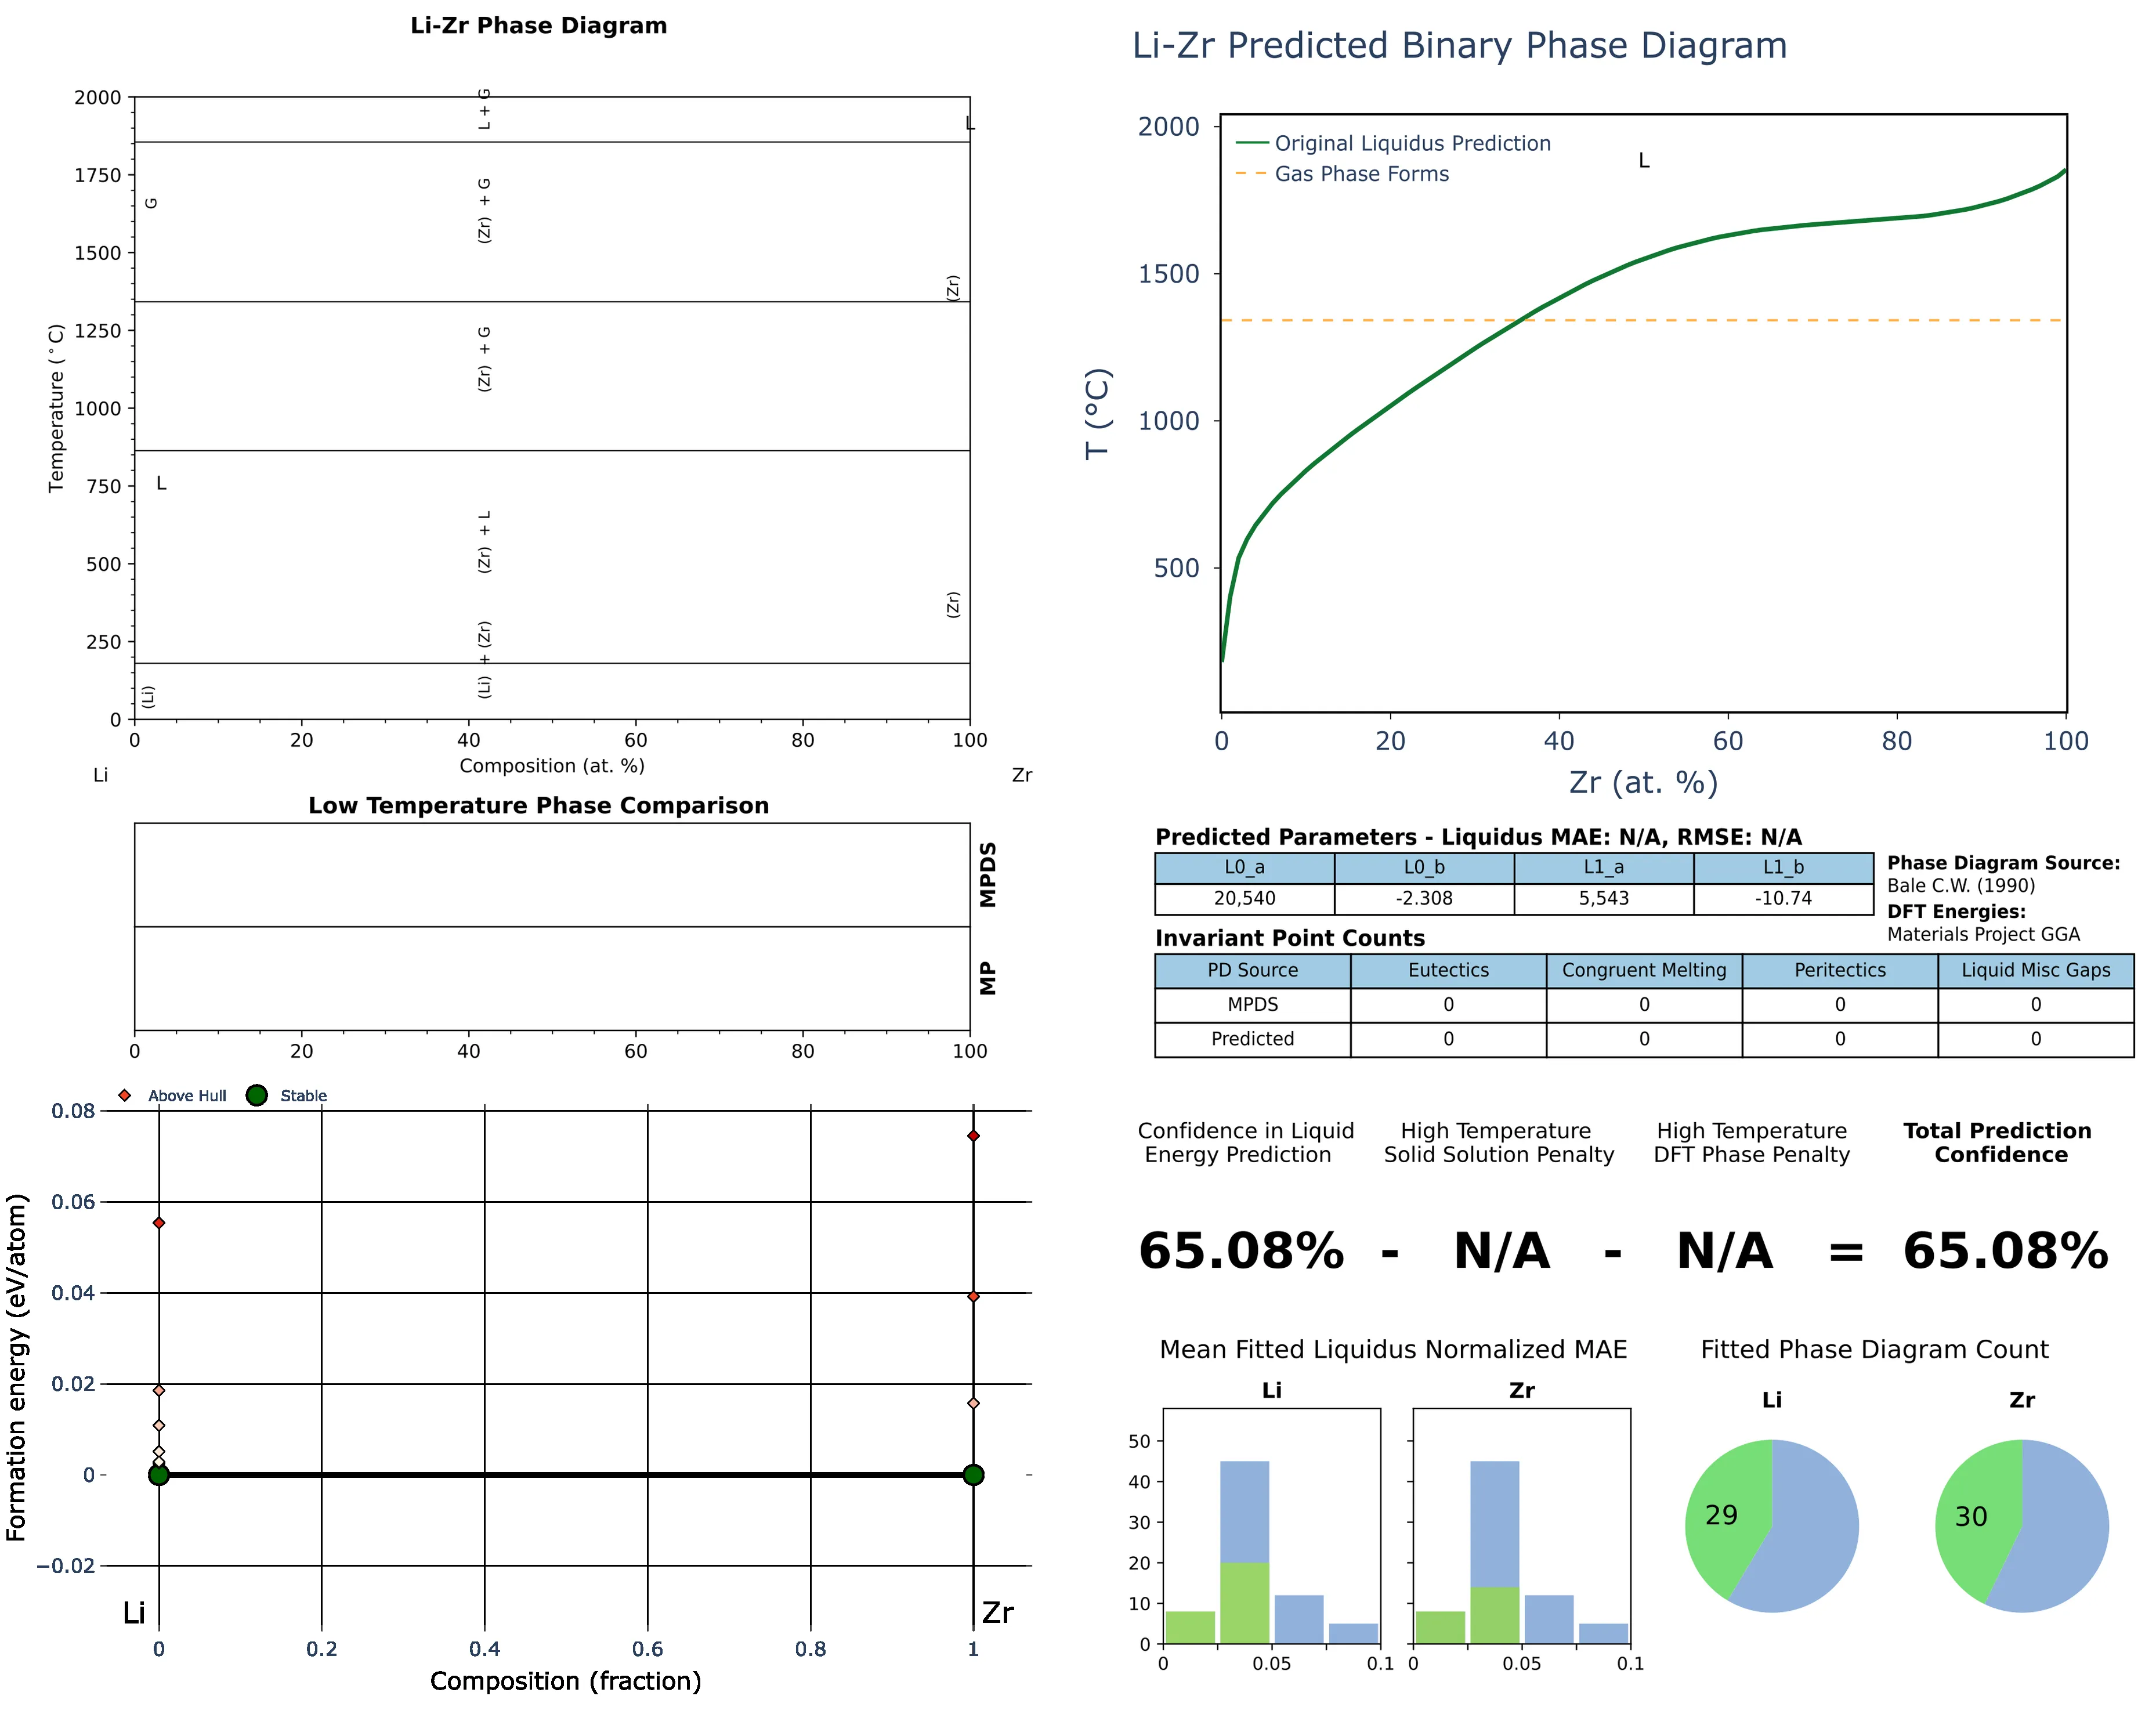 Li-Zr Phase Diagram
2000
1750
1500
1250
1000
750
500
250
0
Temperature (°C)
L + G
L
G
(Zr) + G
(Zr)
(Zr) + G
L
(Zr) + L
(Zr)
(Li) + (Zr)
(Li)
0 20 40 60 80 100
Composition (at. %)
Li Zr
Low Temperature Phase Comparison
MPDS
MP
0 20 40 60 80 100
Above Hull Stable
0.08
0.06
0.04
0.02
0
−0.02
Formation energy (eV/atom)
Li Zr
0 0.2 0.4 0.6 0.8 1
Composition (fraction)
Li-Zr Predicted Binary Phase Diagram
2000
1500
1000
500
T (°C)
Original Liquidus Prediction
Gas Phase Forms
L
0 20 40 60 80 100
Zr (at. %)
Predicted Parameters - Liquidus MAE: N/A, RMSE: N/A
L0_a L0_b L1_a L1_b
20,540 -2.308 5,543 -10.74
Phase Diagram Source:
Bale C.W. (1990)
DFT Energies:
Materials Project GGA
Invariant Point Counts
PD Source Eutectics Congruent Melting Peritectics Liquid Misc Gaps
MPDS 0 0 0 0
Predicted 0 0 0 0
Confidence in Liquid
Energy Prediction
High Temperature
Solid Solution Penalty
High Temperature
DFT Phase Penalty
Total Prediction
Confidence
65.08% - N/A - N/A = 65.08%
Mean Fitted Liquidus Normalized MAE
Li Zr
50
40
30
20
10
0
0 0.05 0.1 0 0.05 0.1
Fitted Phase Diagram Count
Li Zr
29 30